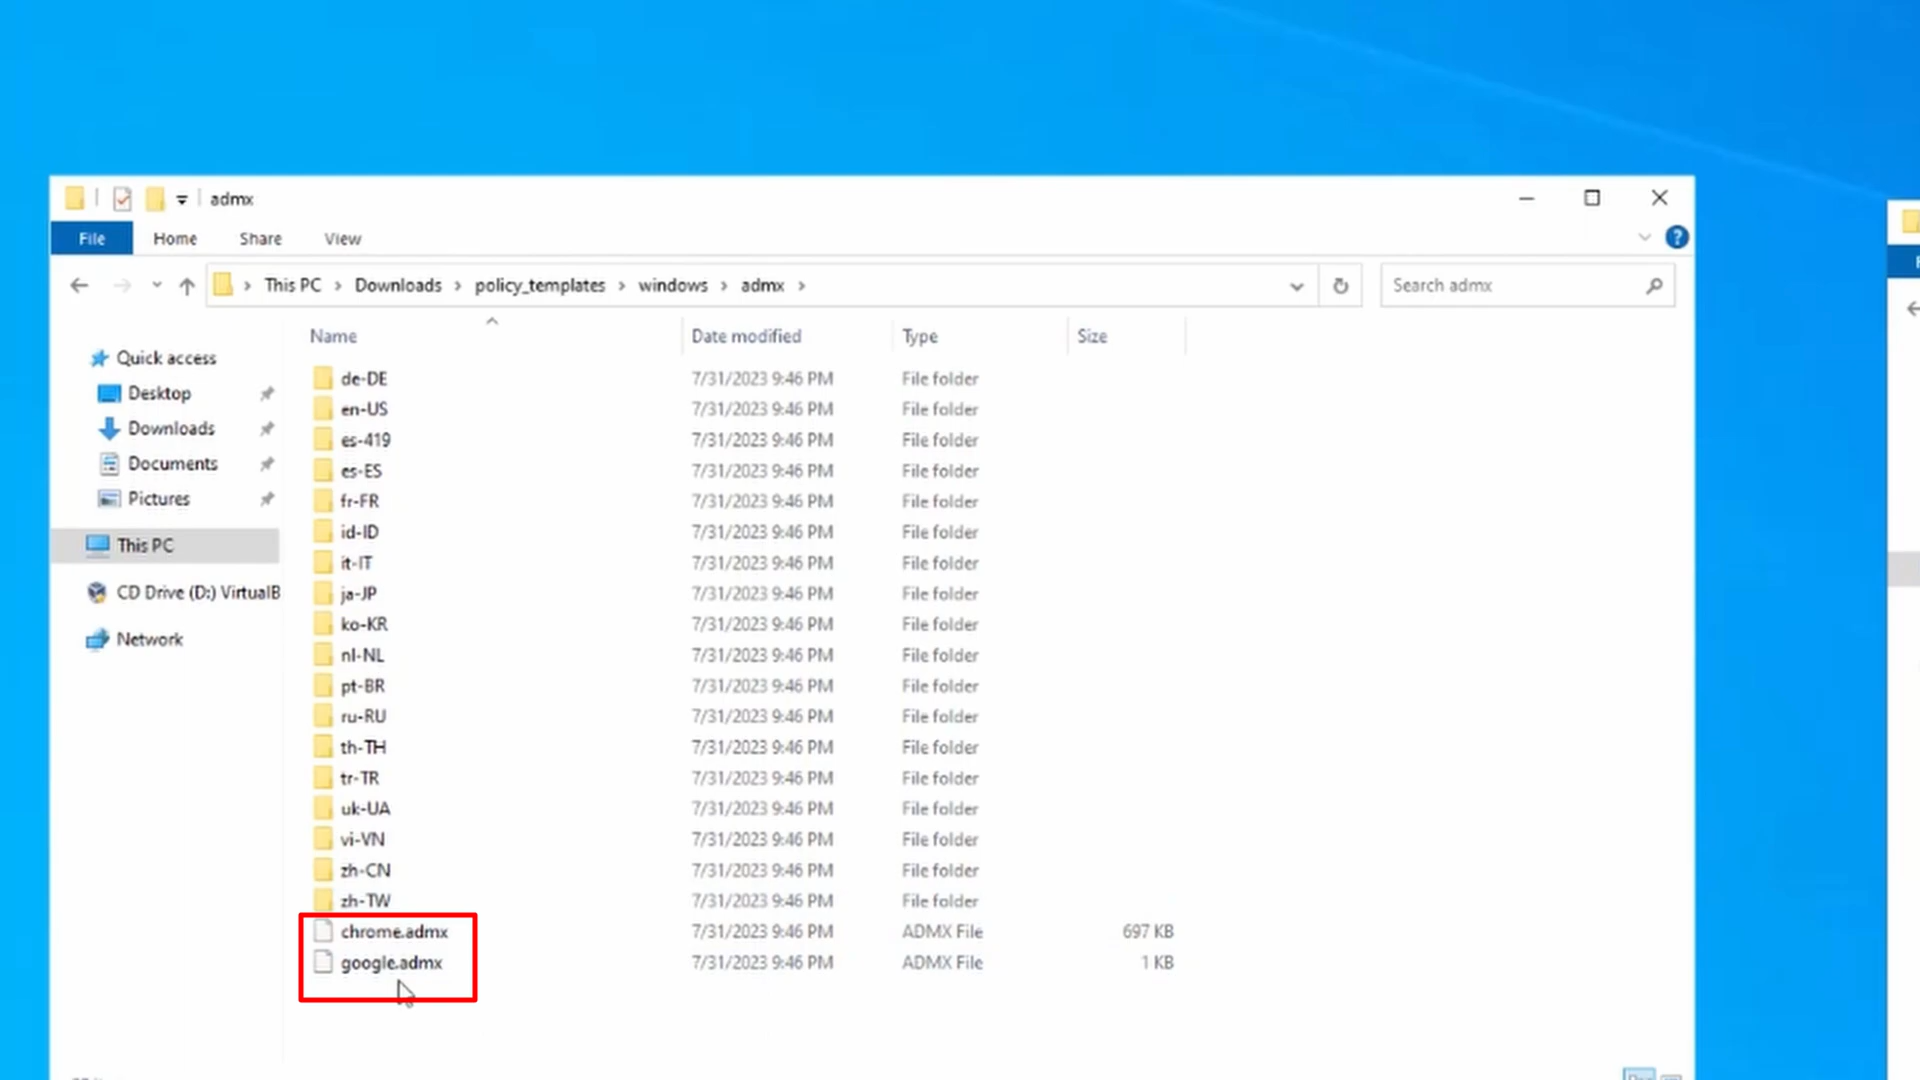 admx
File Home Share View
This PC Downloads policy_templates windows admx
Search admx
Name Date modified Type Size
Quick access
Desktop
Downloads
Documents
Pictures
This PC
CD Drive (D:) VirtualB
Network
de-DE 7/31/2023 9:46 PM File folder
en-US 7/31/2023 9:46 PM File folder
es-419 7/31/2023 9:46 PM File folder
es-ES 7/31/2023 9:46 PM File folder
fr-FR 7/31/2023 9:46 PM File folder
id-ID 7/31/2023 9:46 PM File folder
it-IT 7/31/2023 9:46 PM File folder
ja-JP 7/31/2023 9:46 PM File folder
ko-KR 7/31/2023 9:46 PM File folder
nl-NL 7/31/2023 9:46 PM File folder
pt-BR 7/31/2023 9:46 PM File folder
ru-RU 7/31/2023 9:46 PM File folder
th-TH 7/31/2023 9:46 PM File folder
tr-TR 7/31/2023 9:46 PM File folder
uk-UA 7/31/2023 9:46 PM File folder
vi-VN 7/31/2023 9:46 PM File folder
zh-CN 7/31/2023 9:46 PM File folder
zh-TW 7/31/2023 9:46 PM File folder
chrome.admx 7/31/2023 9:46 PM ADMX File 697 KB
google.admx 7/31/2023 9:46 PM ADMX File 1 KB